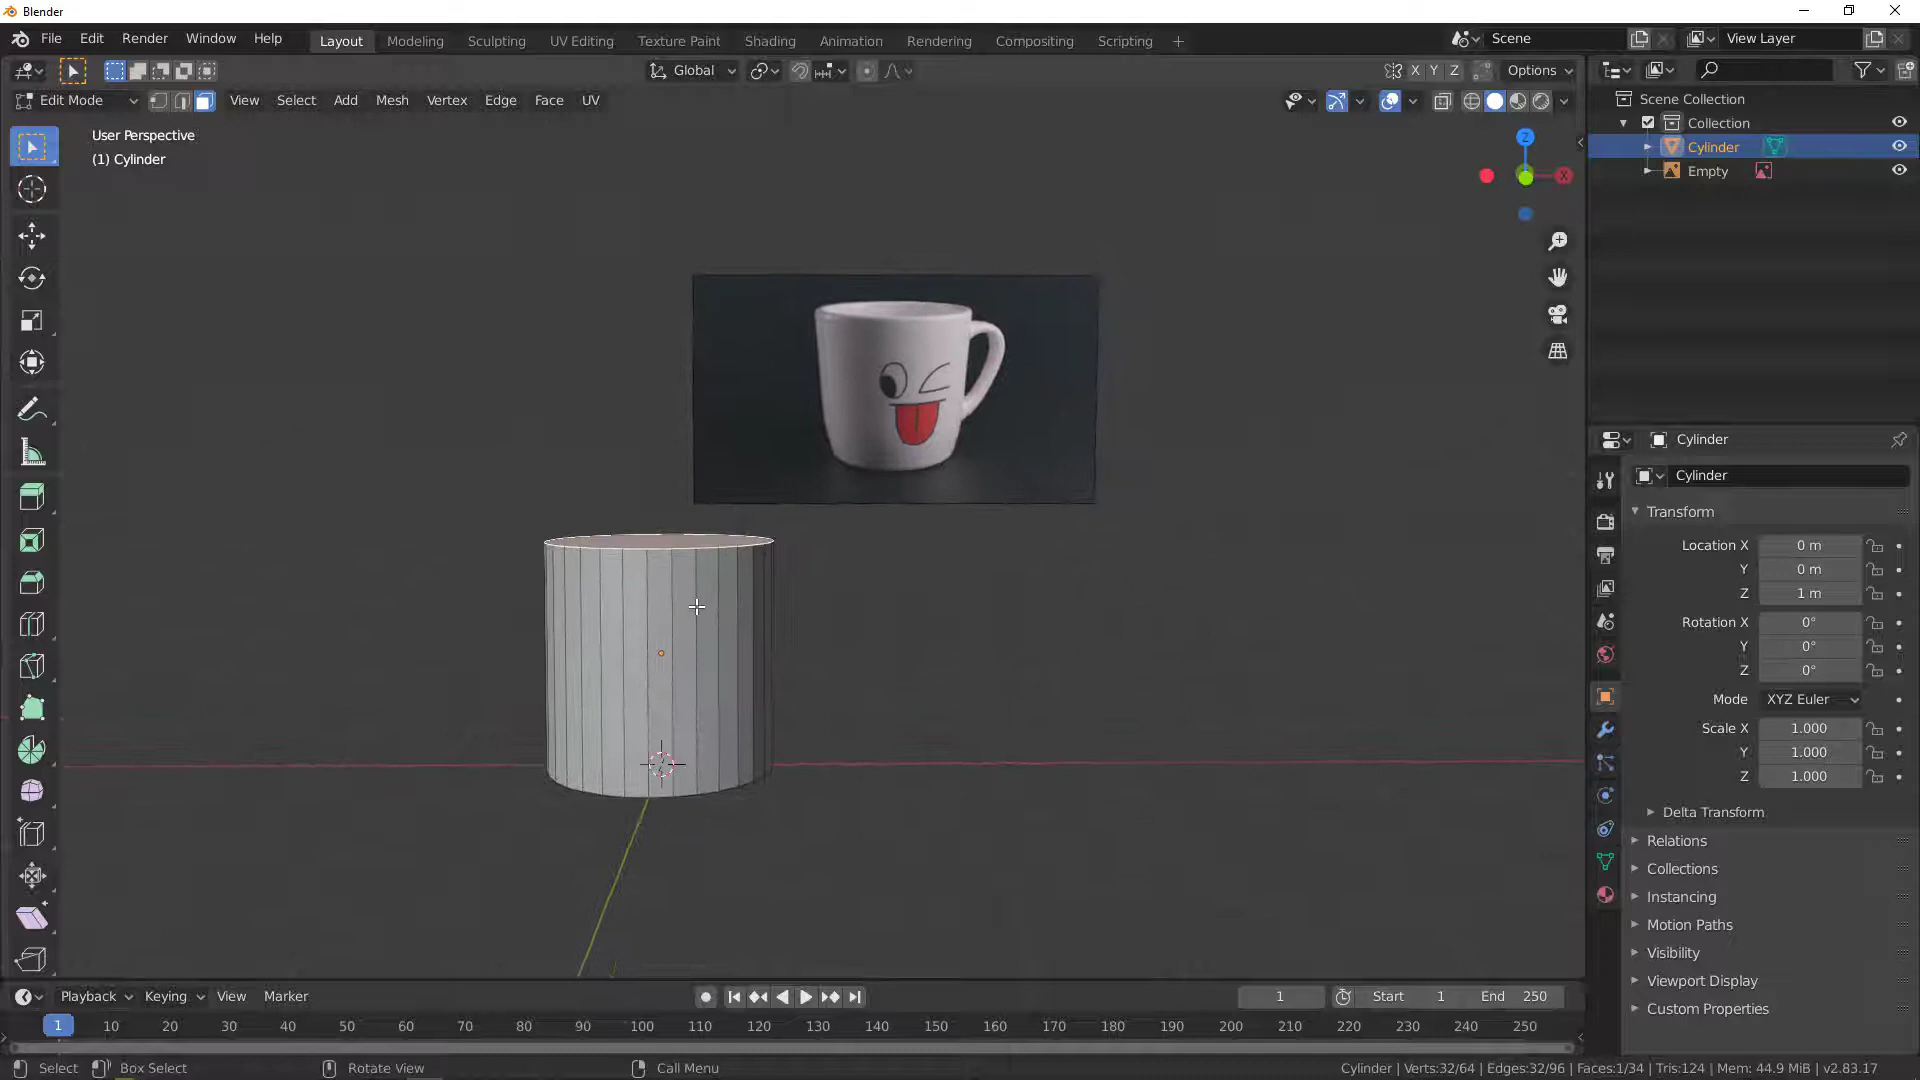 Blender
File Edit Render Window Help
Layout Modeling Sculpting UV Editing Texture Paint Shading Animation Rendering Compositing Scripting +
Scene
View Layer
Global
X Y Z Options
Edit Mode
View Select Add Mesh Vertex Edge Face UV
User Perspective
(1) Cylinder
Z
X
Scene Collection
Collection
Cylinder
Empty
Cylinder
Cylinder
Transform
Location X 0 m
Y 0 m
Z 1 m
Rotation X 0°
Y 0°
Z 0°
Mode XYZ Euler
Scale X 1.000
Y 1.000
Z 1.000
Delta Transform
Relations
Collections
Instancing
Motion Paths
Visibility
Viewport Display
Custom Properties
Playback Keying View Marker
1 Start 1 End 250
1 10 20 30 40 50 60 70 80 90 100 110 120 130 140 150 160 170 180 190 200 210 220 230 240 250
Select Box Select Rotate View Call Menu
Cylinder | Verts:32/64 | Edges:32/96 | Faces:1/34 | Tris:124 | Mem: 44.9 MiB | v2.83.17